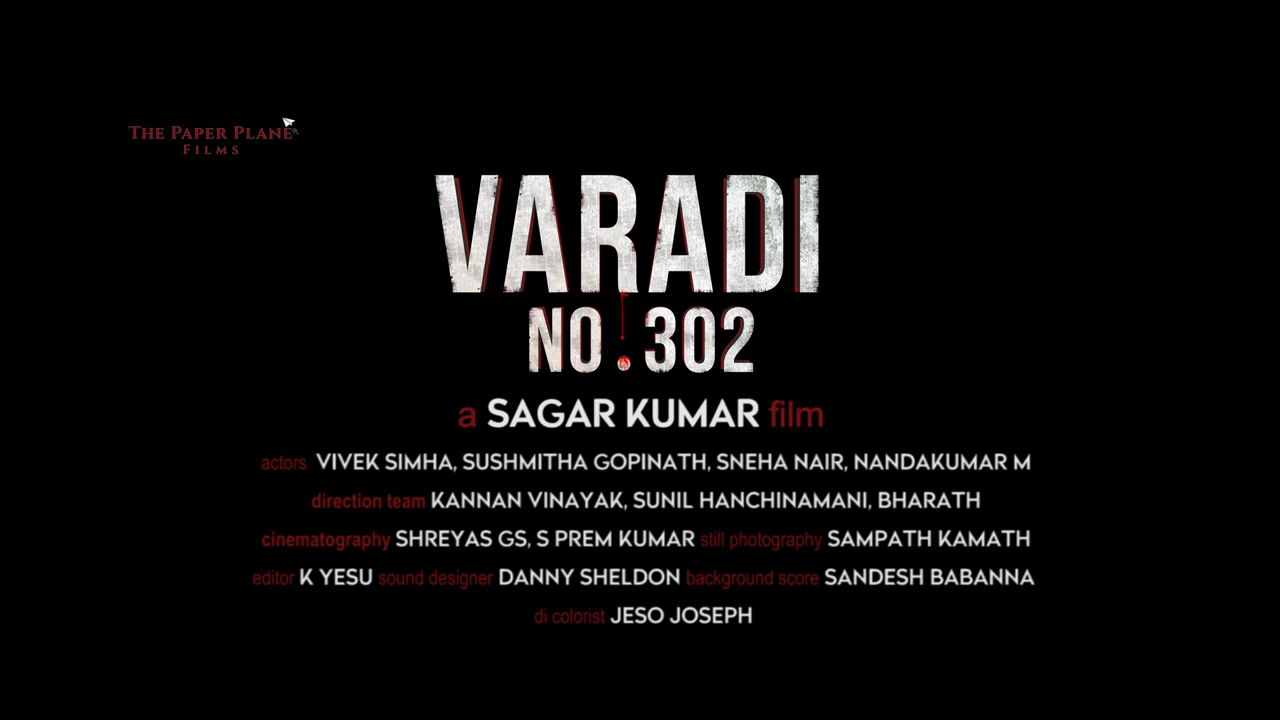 THE PAPER PLANE
FILMS
VARADI
NO.302
a SAGAR KUMAR film
actors VIVEK SIMHA, SUSHMITHA GOPINATH, SNEHA NAIR, NANDAKUMAR M
direction team KANNAN VINAYAK, SUNIL HANCHINAMANI, BHARATH
cinematography SHREYAS GS, S PREM KUMAR still photography SAMPATH KAMATH
editor K YESU sound designer DANNY SHELDON background score SANDESH BABANNA
di colorist JESO JOSEPH